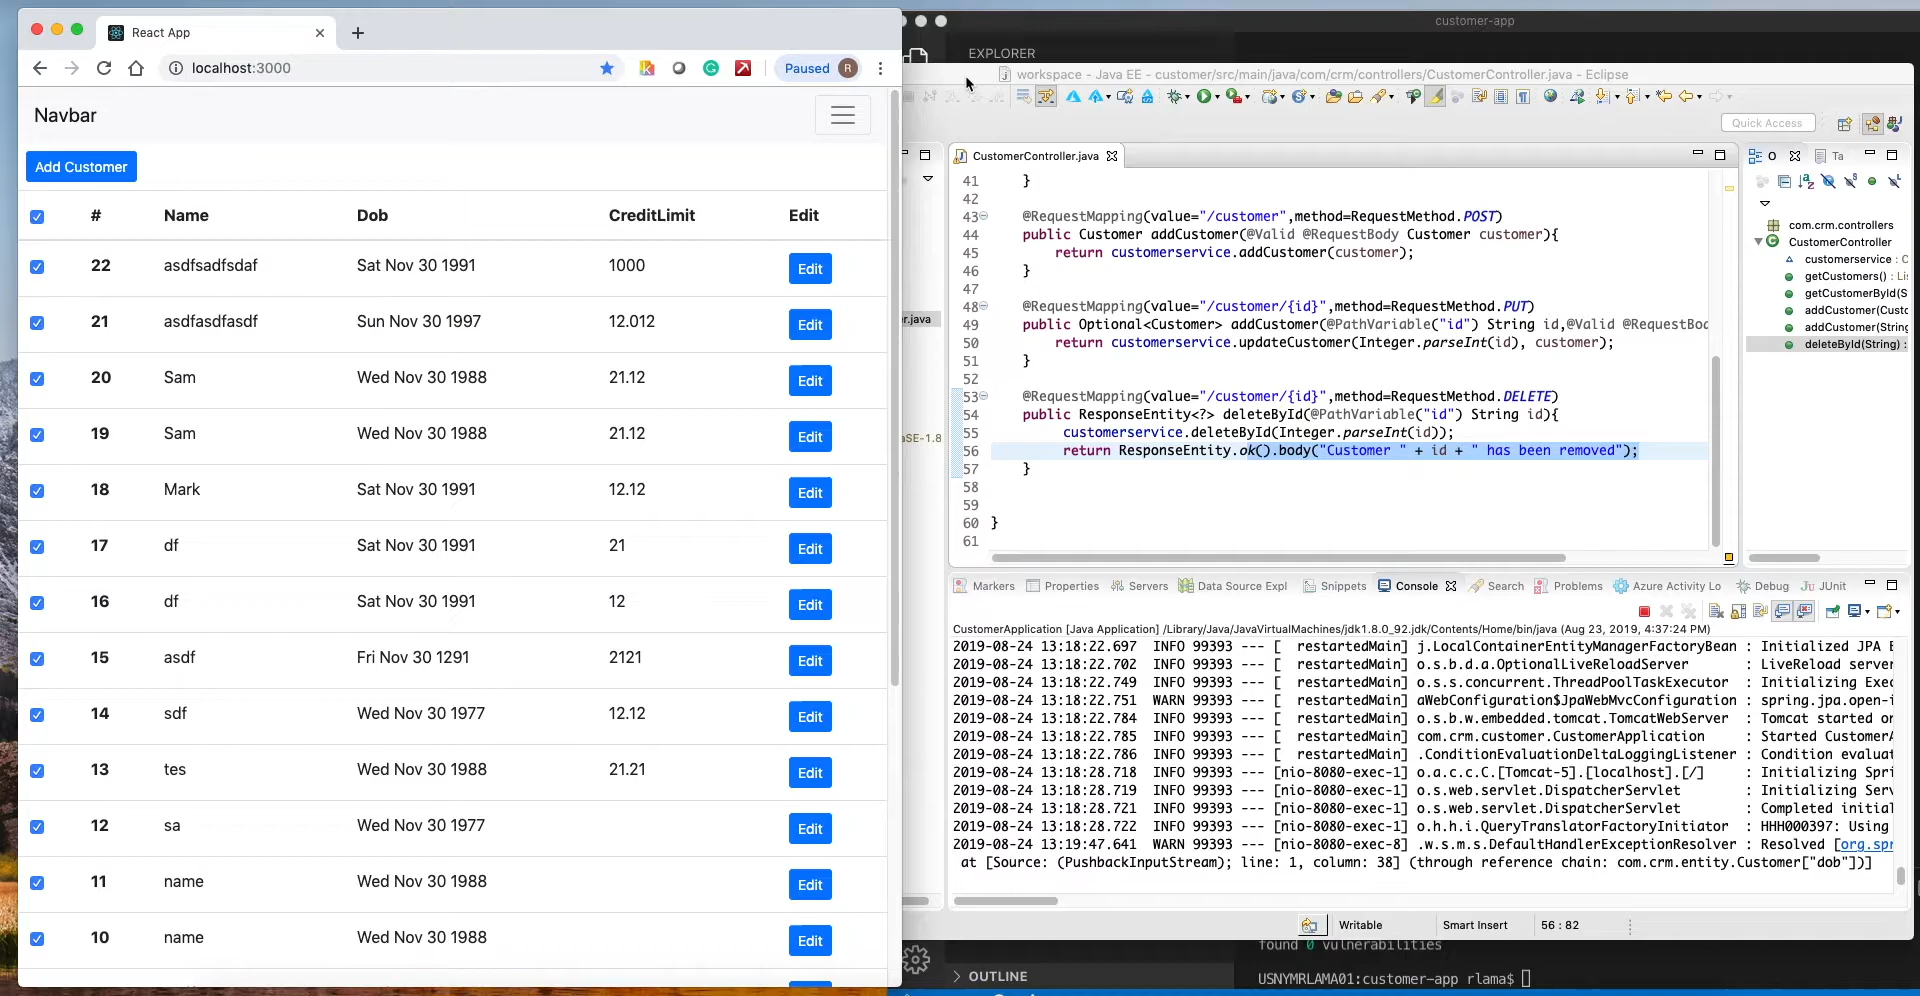 React App
localhost:3000
Paused
R
Navbar
Add Customer
# Name Dob CreditLimit Edit
22 asdfsadfsdaf Sat Nov 30 1991 1000 Edit
21 asdfasdfasdf Sun Nov 30 1997 12.012 Edit
20 Sam Wed Nov 30 1988 21.12 Edit
19 Sam Wed Nov 30 1988 21.12 Edit
18 Mark Sat Nov 30 1991 12.12 Edit
17 df Sat Nov 30 1991 21 Edit
16 df Sat Nov 30 1991 12 Edit
15 asdf Fri Nov 30 1291 2121 Edit
14 sdf Wed Nov 30 1977 12.12 Edit
13 tes Wed Nov 30 1988 21.21 Edit
12 sa Wed Nov 30 1977 Edit
11 name Wed Nov 30 1988 Edit
10 name Wed Nov 30 1988 Edit
customer-app
EXPLORER
workspace - Java EE - customer/src/main/java/com/crm/controllers/CustomerController.java - Eclipse
Quick Access
r.java
aSE-1.8
CustomerController.java
41 }
42
43 @RequestMapping(value="/customer",method=RequestMethod.POST)
44 public Customer addCustomer(@Valid @RequestBody Customer customer){
45 return customerservice.addCustomer(customer);
46 }
47
48 @RequestMapping(value="/customer/{id}",method=RequestMethod.PUT)
49 public Optional<Customer> addCustomer(@PathVariable("id") String id,@Valid @RequestBod
50 return customerservice.updateCustomer(Integer.parseInt(id), customer);
51 }
52
53 @RequestMapping(value="/customer/{id}",method=RequestMethod.DELETE)
54 public ResponseEntity<?> deleteById(@PathVariable("id") String id){
55 customerservice.deleteById(Integer.parseInt(id));
56 return ResponseEntity.ok().body("Customer " + id + " has been removed");
57 }
58
59
60 }
61
O Ta
com.crm.controllers
CustomerController
customerservice : C
getCustomers() : Lis
getCustomerById(S
addCustomer(Custo
addCustomer(String
deleteById(String) :
Markers Properties Servers Data Source Expl Snippets Console Search Problems Azure Activity Lo Debug JUnit
CustomerApplication [Java Application] /Library/Java/JavaVirtualMachines/jdk1.8.0_92.jdk/Contents/Home/bin/java (Aug 23, 2019, 4:37:24 PM)
2019-08-24 13:18:22.697 INFO 99393 --- [ restartedMain] j.LocalContainerEntityManagerFactoryBean : Initialized JPA E
2019-08-24 13:18:22.702 INFO 99393 --- [ restartedMain] o.s.b.d.a.OptionalLiveReloadServer : LiveReload server
2019-08-24 13:18:22.749 INFO 99393 --- [ restartedMain] o.s.s.concurrent.ThreadPoolTaskExecutor : Initializing Exec
2019-08-24 13:18:22.751 WARN 99393 --- [ restartedMain] aWebConfiguration$JpaWebMvcConfiguration : spring.jpa.open-i
2019-08-24 13:18:22.784 INFO 99393 --- [ restartedMain] o.s.b.w.embedded.tomcat.TomcatWebServer : Tomcat started on
2019-08-24 13:18:22.785 INFO 99393 --- [ restartedMain] com.crm.customer.CustomerApplication : Started CustomerA
2019-08-24 13:18:22.786 INFO 99393 --- [ restartedMain] .ConditionEvaluationDeltaLoggingListener : Condition evaluat
2019-08-24 13:18:28.718 INFO 99393 --- [nio-8080-exec-1] o.a.c.c.C.[Tomcat-5].[localhost].[/] : Initializing Spri
2019-08-24 13:18:28.719 INFO 99393 --- [nio-8080-exec-1] o.s.web.servlet.DispatcherServlet : Initializing Serv
2019-08-24 13:18:28.721 INFO 99393 --- [nio-8080-exec-1] o.s.web.servlet.DispatcherServlet : Completed initial
2019-08-24 13:18:28.722 INFO 99393 --- [nio-8080-exec-1] o.h.h.i.QueryTranslatorFactoryInitiator : HHH000397: Using
2019-08-24 13:19:47.641 WARN 99393 --- [nio-8080-exec-8] .w.s.m.s.DefaultHandlerExceptionResolver : Resolved [org.spr
at [Source: (PushbackInputStream); line: 1, column: 38] (through reference chain: com.crm.entity.Customer["dob"])]
Writable Smart Insert 56 : 82
found 0 vulnerabilities
OUTLINE
USNYMRLAMA01:customer-app rlama$